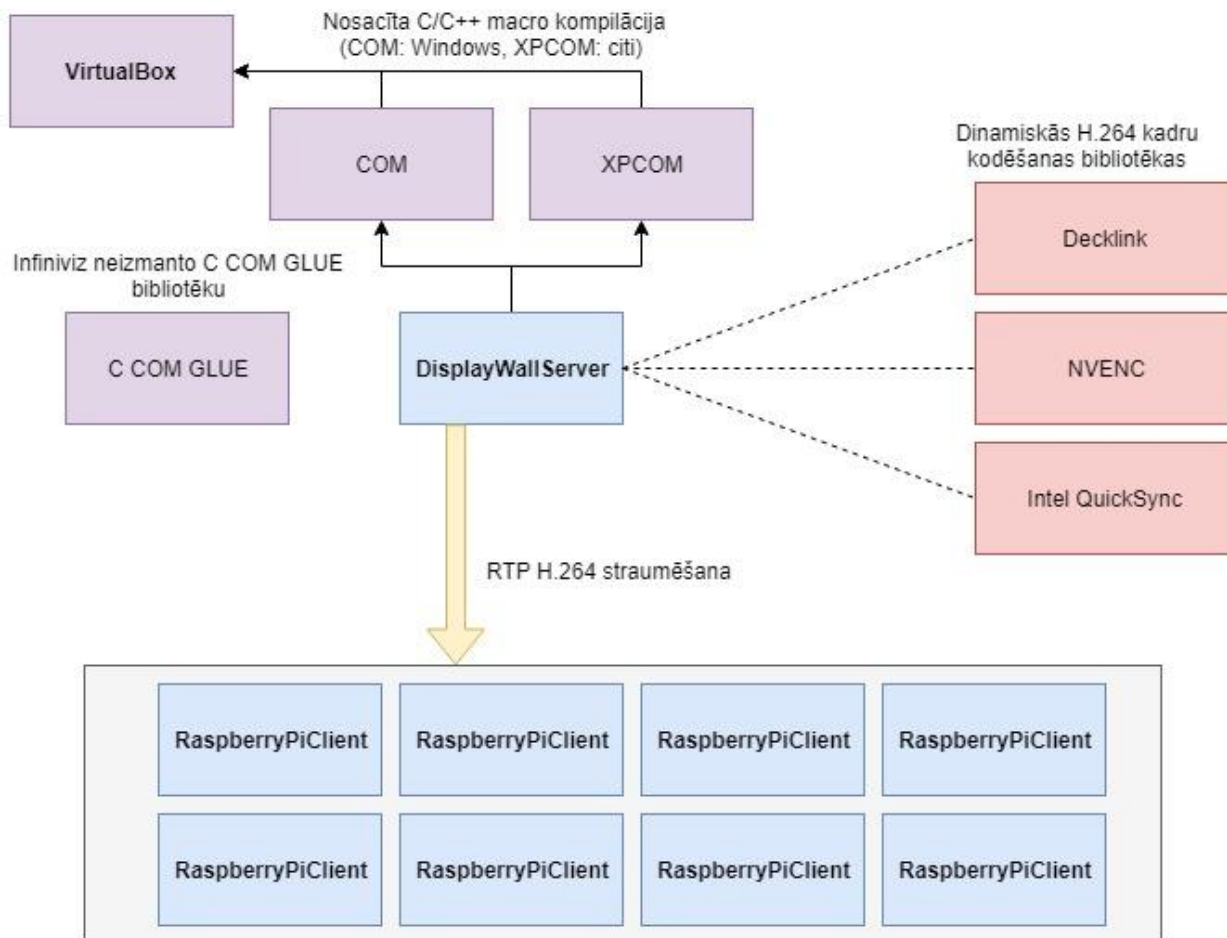 Nosacīta C/C++ macro kompilācija
(COM: Windows, XPCOM: citi)
VirtualBox
COM
XPCOM
Dinamiskās H.264 kadru
kodēšanas bibliotēkas
Decklink
Infiniviz neizmanto C COM GLUE
bibliotēku
C COM GLUE
DisplayWallServer
NVENC
Intel QuickSync
RTP H.264 straumēšana
RaspberryPiClient RaspberryPiClient RaspberryPiClient RaspberryPiClient
RaspberryPiClient RaspberryPiClient RaspberryPiClient RaspberryPiClient